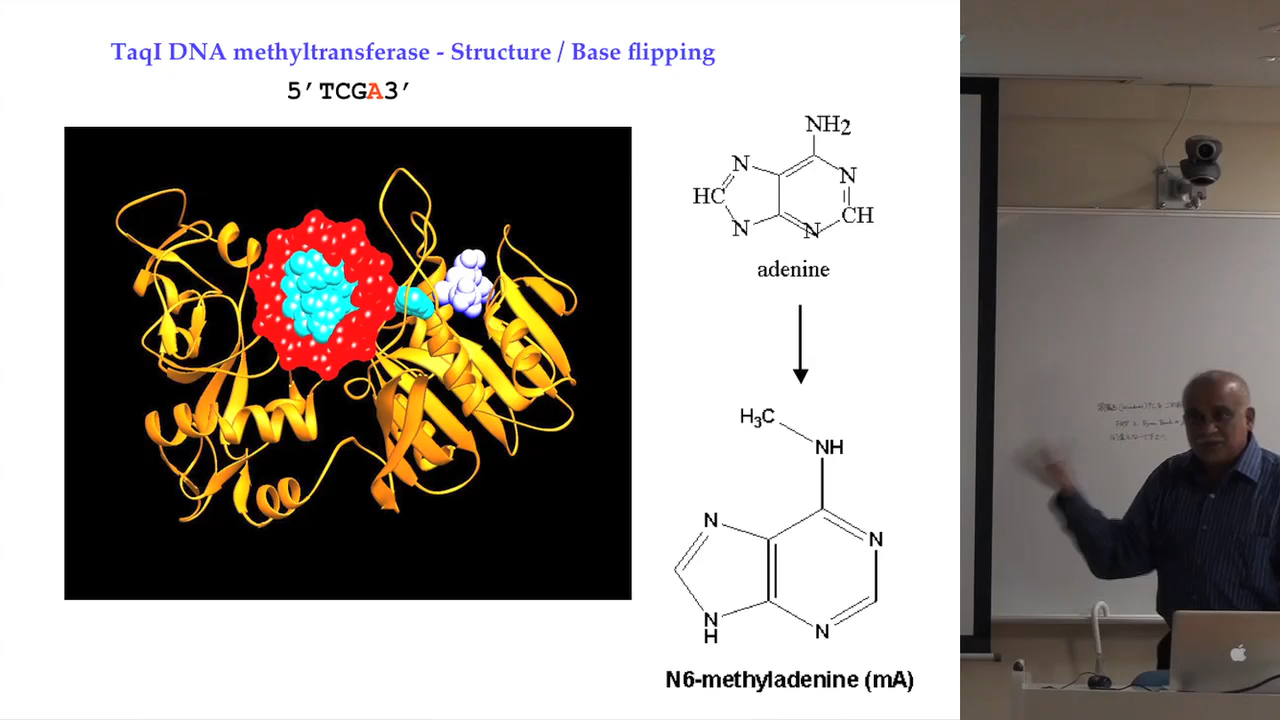 TaqI DNA methyltransferase - Structure / Base flipping
5’TCGA3’
NH2
N
N
HC
CH
N
N
adenine
H3C
NH
N
N
N
H
N
N6-methyladenine (mA)